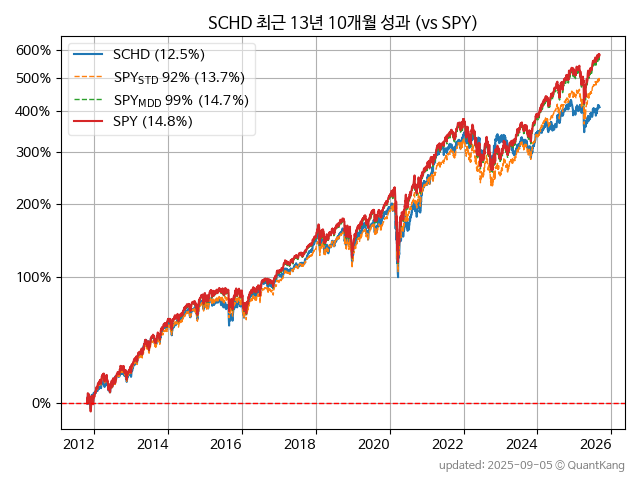 SCHD 최근 13년 10개월 성과 (vs SPY)
SCHD (12.5%)
SPY_STD 92% (13.7%)
SPY_MDD 99% (14.7%)
SPY (14.8%)
600%
500%
400%
300%
200%
100%
0%
2012 2014 2016 2018 2020 2022 2024 2026
updated: 2025-09-05 ⓒ QuantKang